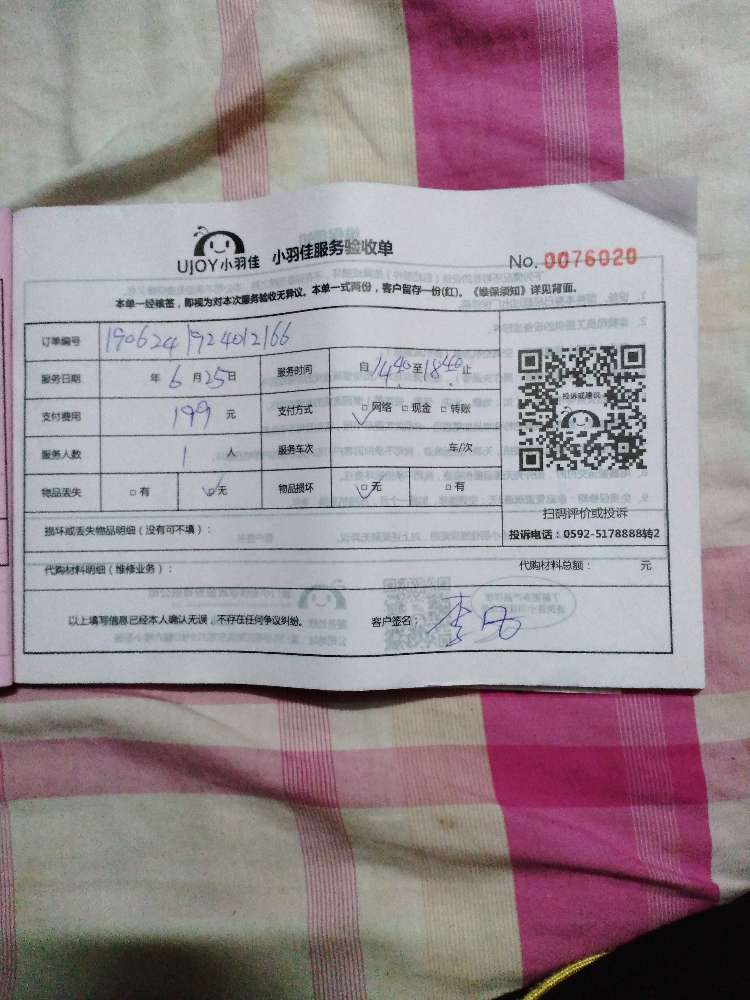 UJOY小羽佳 小羽佳服务验收单 No. 0076020
本单一经核签，即视为对本次服务验收无异议。本单一式两份，客户留存一份(红)。《维保须知》详见背面。
订单编号 1906241924012166
服务日期 年 6 月 25 日 服务时间 自 14:40 至 18:40 止
支付费用 199 元 支付方式 □网络 □现金 □转账
服务人数 1 人 服务车次 车/次
物品丢失 □有 □无 物品损坏 □无 □有
投诉或建议
扫码评价或投诉
投诉电话：0592-5178888转2
损坏或丢失物品明细（没有可不填）：
代购材料明细（维修业务）： 代购材料总额： 元
以上填写信息已经本人确认无误，不存在任何争议纠纷。 客户签名：